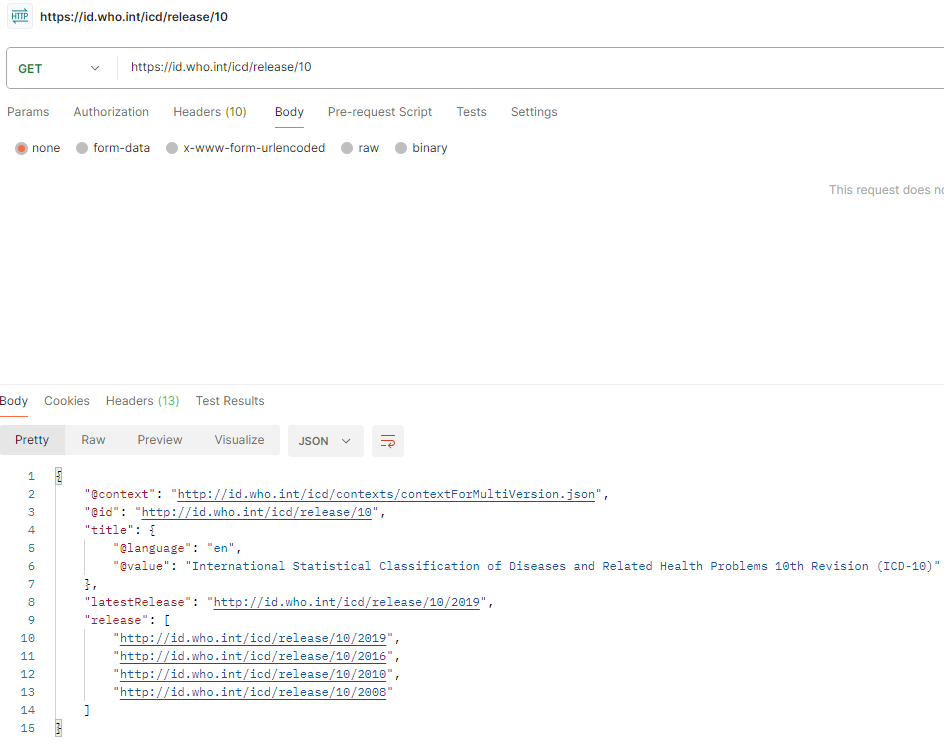 HTTP https://id.who.int/icd/release/10
GET https://id.who.int/icd/release/10
Params Authorization Headers (10) Body Pre-request Script Tests Settings
none form-data x-www-form-urlencoded raw binary
This request does no
Body Cookies Headers (13) Test Results
Pretty Raw Preview Visualize JSON
1 {
2 "@context": "http://id.who.int/icd/contexts/contextForMultiVersion.json",
3 "@id": "http://id.who.int/icd/release/10",
4 "title": {
5 "@language": "en",
6 "@value": "International Statistical Classification of Diseases and Related Health Problems 10th Revision (ICD-10)"
7 },
8 "latestRelease": "http://id.who.int/icd/release/10/2019",
9 "release": [
10 "http://id.who.int/icd/release/10/2019",
11 "http://id.who.int/icd/release/10/2016",
12 "http://id.who.int/icd/release/10/2010",
13 "http://id.who.int/icd/release/10/2008"
14 ]
15 }